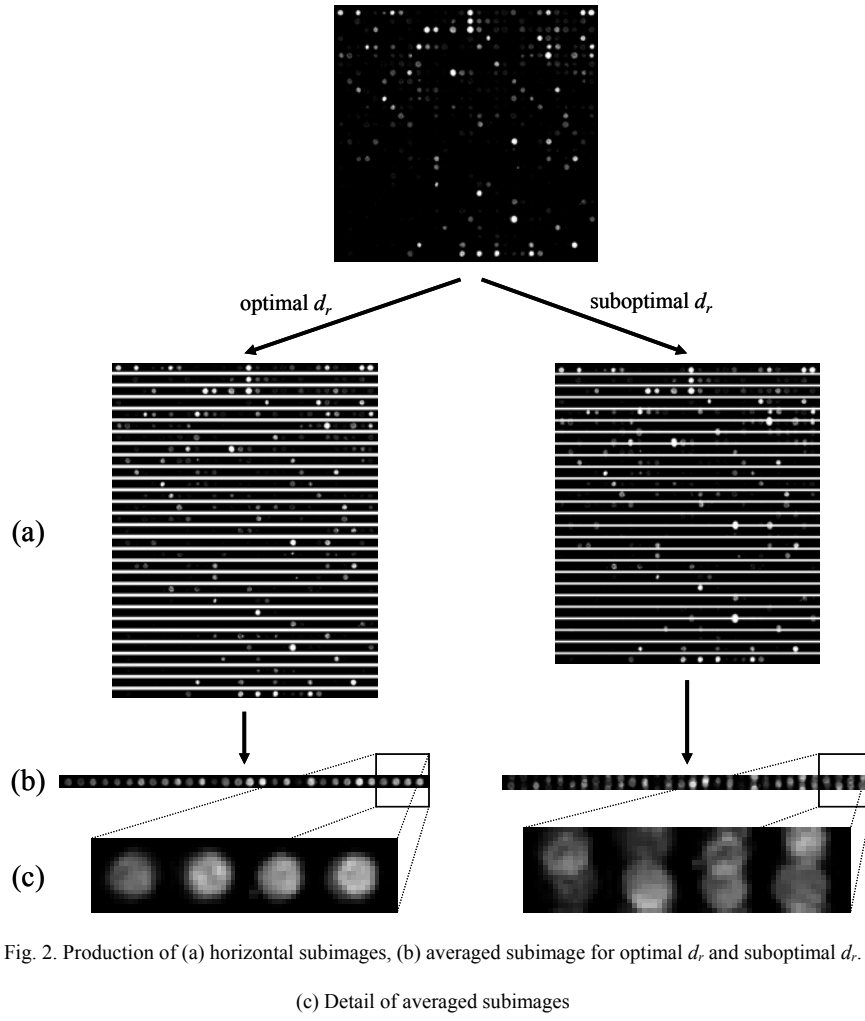 optimal dr
suboptimal dr
(a)
(b)
(c)
Fig. 2. Production of (a) horizontal subimages, (b) averaged subimage for optimal dr and suboptimal dr.
(c) Detail of averaged subimages